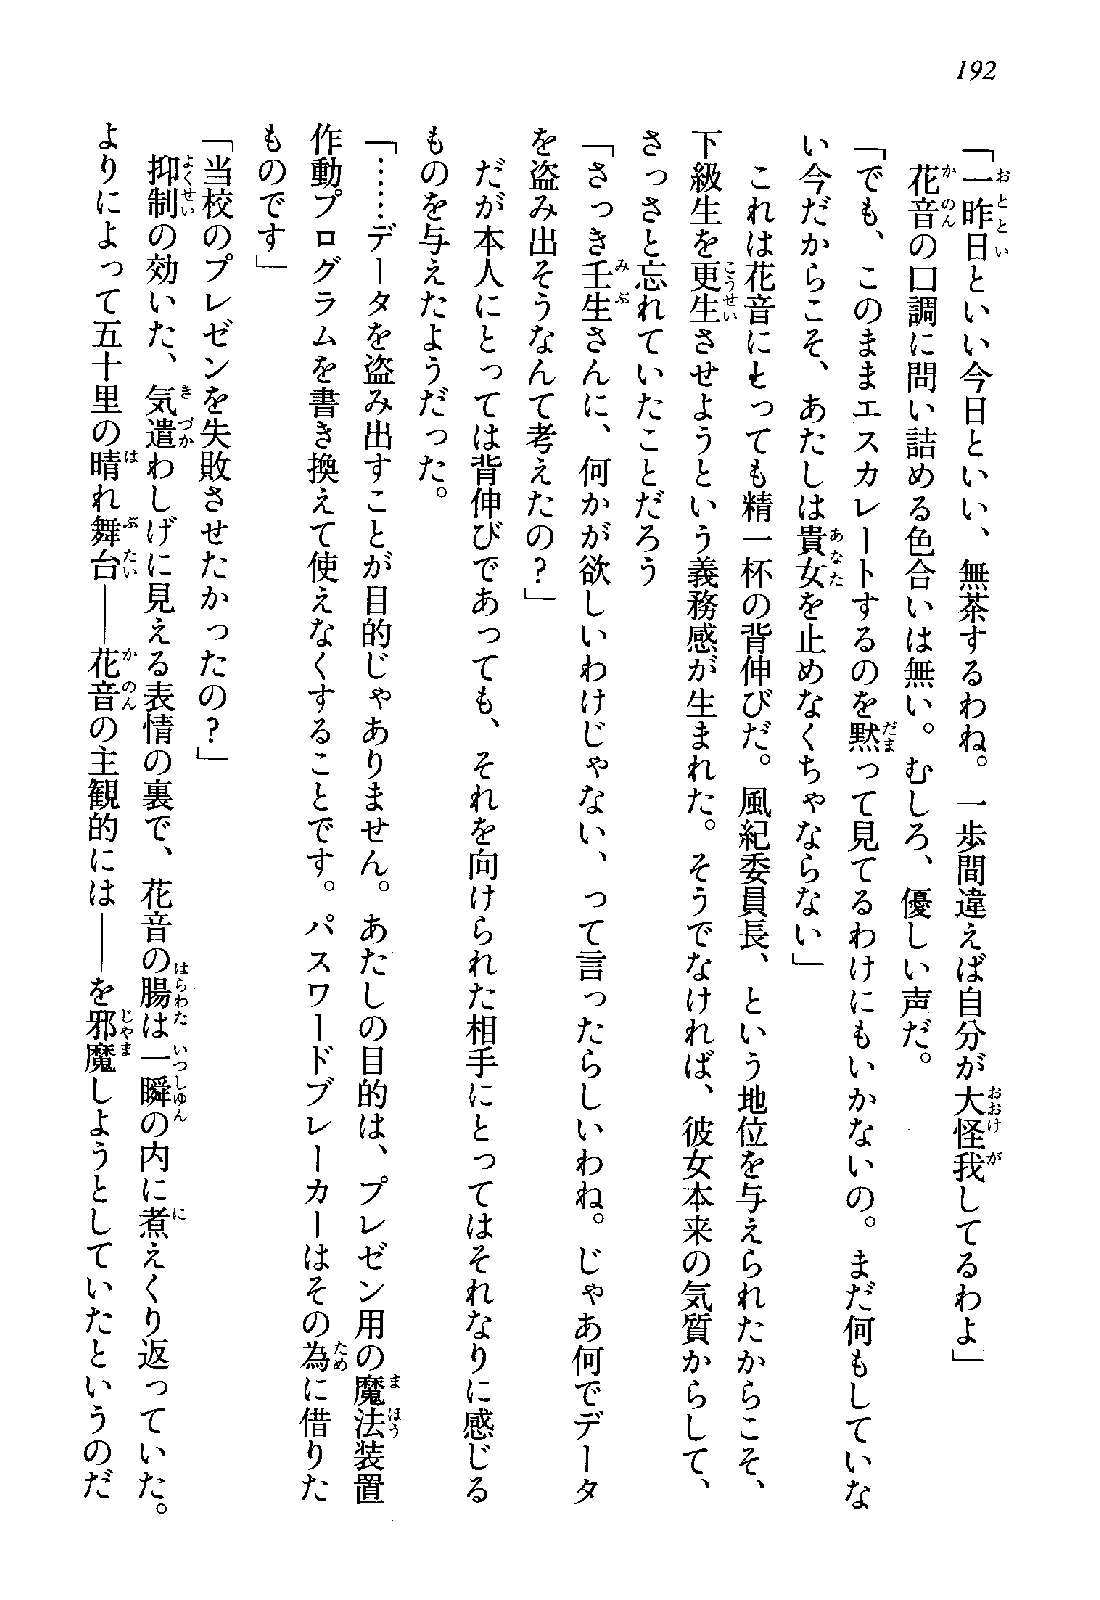 192
「一昨日といい今日といい、無茶するわね。一歩間違えば自分が大怪我してるわよ」
花音の口調に問い詰める色合いは無い。むしろ、優しい声だ。
「でも、このままエスカレートするのを黙って見てるわけにもいかないの。まだ何もしていな
い今だからこそ、あたしは貴女を止めなくちゃならない」
これは花音にとっても精一杯の背伸びだ。風紀委員長、という地位を与えられたからこそ、
下級生を更生させようという義務感が生まれた。そうでなければ、彼女本来の気質からして、
さっさと忘れていたことだろう
「さっき壬生さんに、何かが欲しいわけじゃない、って言ったらしいわね。じゃあ何でデータ
を盗み出そうなんて考えたの？」
だが本人にとっては背伸びであっても、それを向けられた相手にとってはそれなりに感じる
ものを与えたようだった。
「……データを盗み出すことが目的じゃありません。あたしの目的は、プレゼン用の魔法装置
作動プログラムを書き換えて使えなくすることです。パスワードブレーカーはその為に借りた
ものです」
「当校のプレゼンを失敗させたかったの？」
抑制の効いた、気遣わしげに見える表情の裏で、花音の腸は一瞬の内に煮えくり返っていた。
よりによって五十里の晴れ舞台――花音の主観的には――を邪魔しようとしていたというのだ